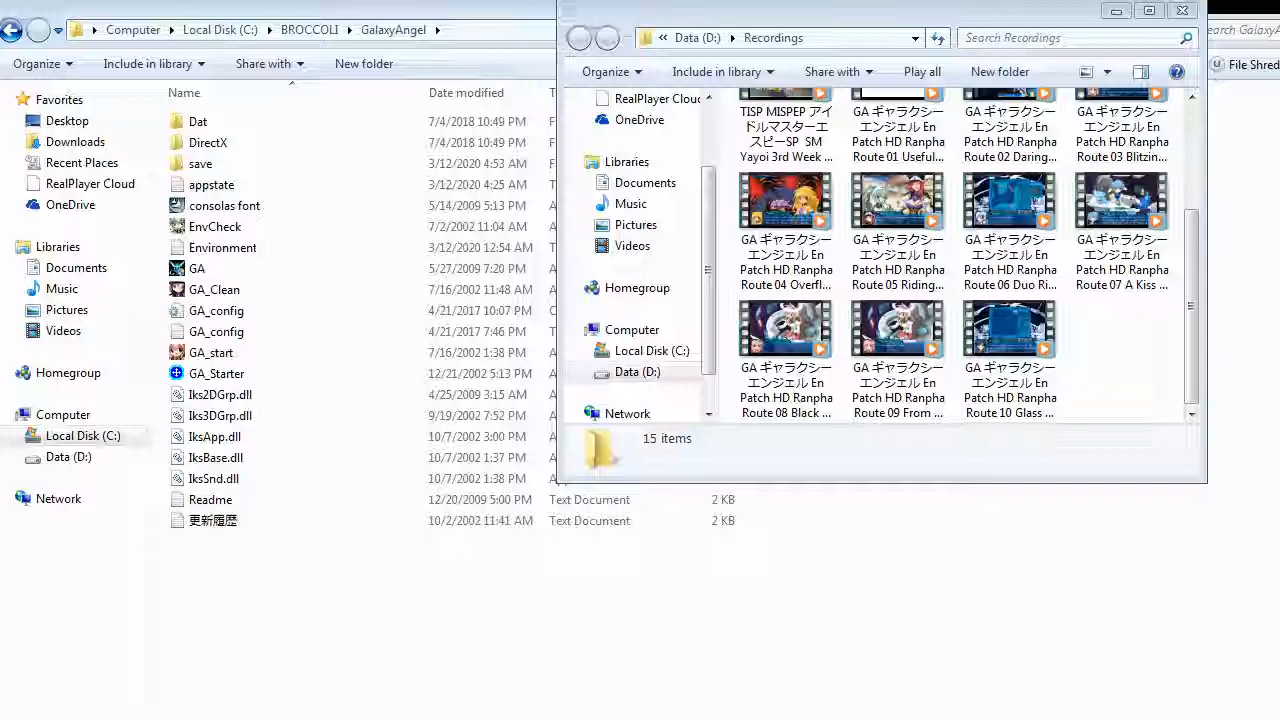 Computer Local Disk (C:) BROCCOLI GalaxyAngel
Organize Include in library Share with New folder
Favorites
Desktop
Downloads
Recent Places
RealPlayer Cloud
OneDrive
Libraries
Documents
Music
Pictures
Videos
Homegroup
Computer
Local Disk (C:)
Data (D:)
Network
Name Date modified T
Dat 7/4/2018 10:49 PM F
DirectX 7/4/2018 10:49 PM F
save 3/12/2020 4:53 AM F
appstate 3/12/2020 4:25 AM T
consolas font 5/14/2009 5:13 PM A
EnvCheck 7/2/2002 11:04 AM A
Environment 3/12/2020 12:54 AM T
GA 5/27/2009 7:20 PM A
GA_Clean 7/16/2002 11:48 AM A
GA_config 4/21/2017 10:07 PM C
GA_config 4/21/2017 7:46 PM T
GA_start 7/16/2002 1:38 PM A
GA_Starter 12/21/2002 5:13 PM A
Iks2DGrp.dll 4/25/2009 3:15 AM A
Iks3DGrp.dll 9/19/2002 7:52 PM A
IksApp.dll 10/7/2002 3:00 PM A
IksBase.dll 10/7/2002 1:37 PM A
IksSnd.dll 10/7/2002 1:38 PM
Readme 12/20/2009 5:00 PM Text Document 2 KB
更新履歴 10/2/2002 11:41 AM Text Document 2 KB
« Data (D:) Recordings
Search Recordings
Organize Include in library Share with Play all New folder
RealPlayer Clou
OneDrive
Libraries
Documents
Music
Pictures
Videos
Homegroup
Computer
Local Disk (C:)
Data (D:)
Network
TISP MISPEP アイ
ドルマスターエ
スピーSP SM
Yayoi 3rd Week ...
GA ギャラクシー
エンジェル En
Patch HD Ranpha
Route 01 Useful...
GA ギャラクシー
エンジェル En
Patch HD Ranpha
Route 02 Daring...
GA ギャラクシー
エンジェル En
Patch HD Ranpha
Route 03 Blitzin...
GA ギャラクシー
エンジェル En
Patch HD Ranpha
Route 04 Overfl...
GA ギャラクシー
エンジェル En
Patch HD Ranpha
Route 05 Riding...
GA ギャラクシー
エンジェル En
Patch HD Ranpha
Route 06 Duo Ri...
GA ギャラクシー
エンジェル En
Patch HD Ranpha
Route 07 A Kiss ...
GA ギャラクシー
エンジェル En
Patch HD Ranpha
Route 08 Black ...
GA ギャラクシー
エンジェル En
Patch HD Ranpha
Route 09 From ...
GA ギャラクシー
エンジェル En
Patch HD Ranpha
Route 10 Glass ...
15 items
earch GalaxyA
File Shred